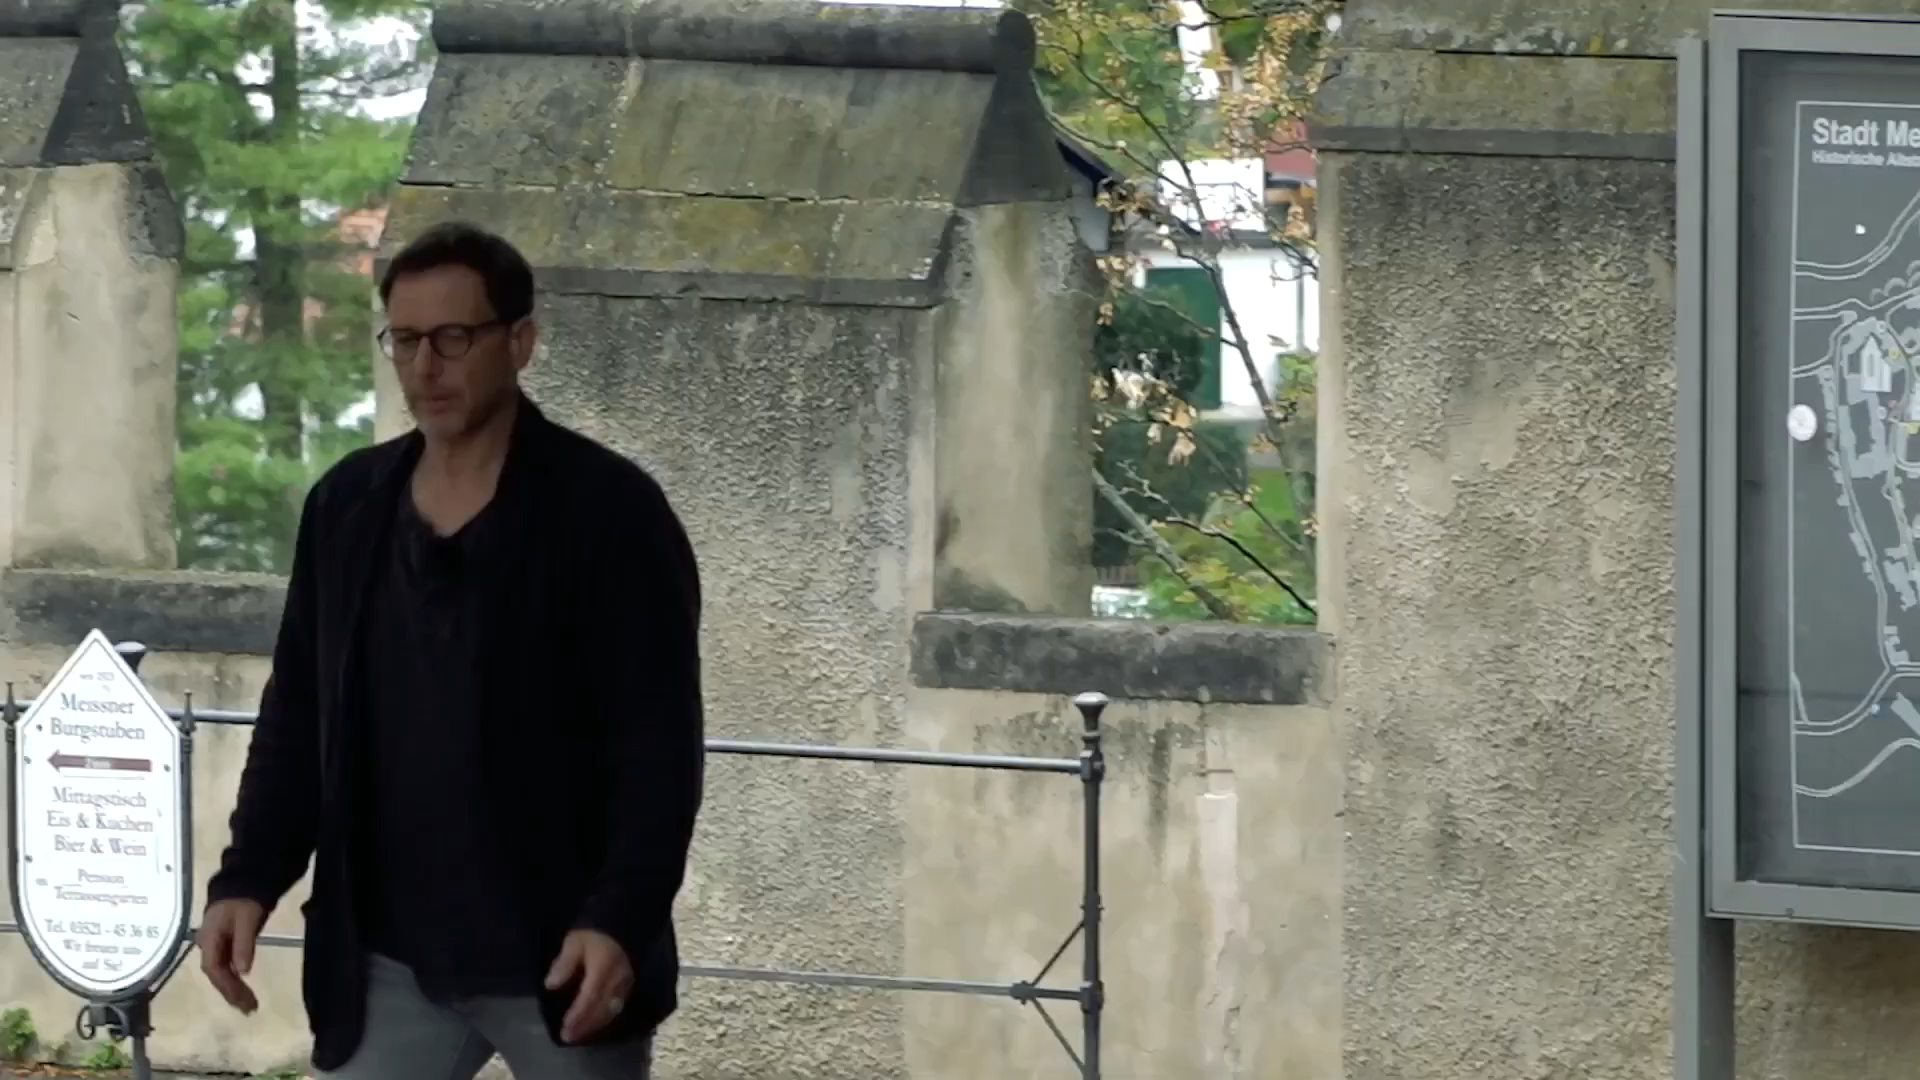 Meissner
Burgstuben
Mittagstisch
Eis & Kuchen
Bier & Wein
Pension
Terrassengarten
Tel. 03521 - 45 36 85
Wir freuen uns
auf Sie!
Stadt Me
Historische Altst